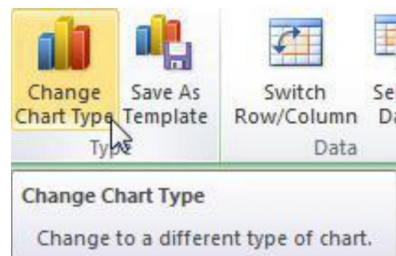 Change Chart Type
Save As Template
Switch Row/Column
Type
Data
Change Chart Type
Change to a different type of chart.